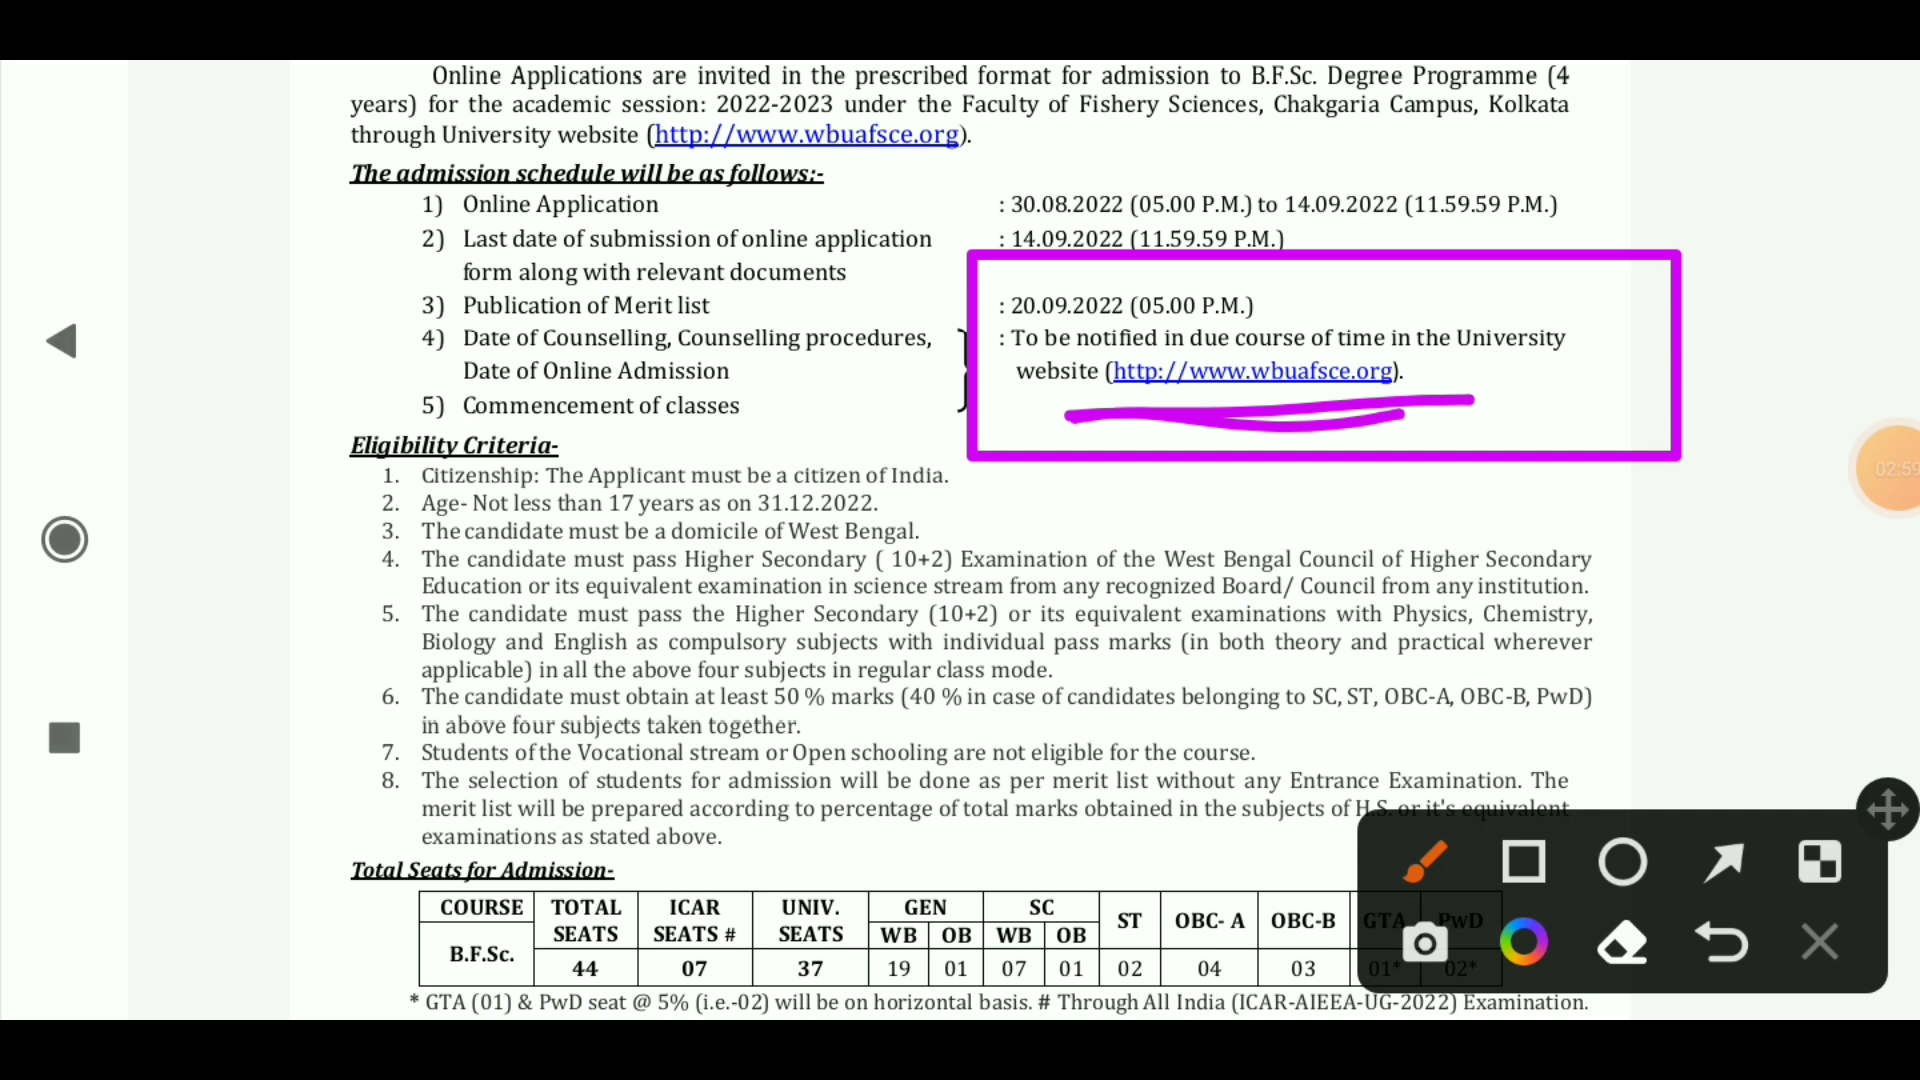 Online Applications are invited in the prescribed format for admission to B.F.Sc. Degree Programme (4
years) for the academic session: 2022-2023 under the Faculty of Fishery Sciences, Chakgaria Campus, Kolkata
through University website (http://www.wbuafsce.org).
The admission schedule will be as follows:-
1) Online Application : 30.08.2022 (05.00 P.M.) to 14.09.2022 (11.59.59 P.M.)
2) Last date of submission of online application : 14.09.2022 (11.59.59 P.M.)
form along with relevant documents
3) Publication of Merit list : 20.09.2022 (05.00 P.M.)
4) Date of Counselling, Counselling procedures, : To be notified in due course of time in the University
Date of Online Admission website (http://www.wbuafsce.org).
5) Commencement of classes
Eligibility Criteria-
1. Citizenship: The Applicant must be a citizen of India.
2. Age- Not less than 17 years as on 31.12.2022.
3. The candidate must be a domicile of West Bengal.
4. The candidate must pass Higher Secondary ( 10+2) Examination of the West Bengal Council of Higher Secondary
Education or its equivalent examination in science stream from any recognized Board/ Council from any institution.
5. The candidate must pass the Higher Secondary (10+2) or its equivalent examinations with Physics, Chemistry,
Biology and English as compulsory subjects with individual pass marks (in both theory and practical wherever
applicable) in all the above four subjects in regular class mode.
6. The candidate must obtain at least 50 % marks (40 % in case of candidates belonging to SC, ST, OBC-A, OBC-B, PwD)
in above four subjects taken together.
7. Students of the Vocational stream or Open schooling are not eligible for the course.
8. The selection of students for admission will be done as per merit list without any Entrance Examination. The
merit list will be prepared according to percentage of total marks obtained in the subjects of H.S. or it's equivalent
examinations as stated above.
Total Seats for Admission-
COURSE TOTAL SEATS ICAR SEATS # UNIV. SEATS GEN SC ST OBC- A OBC-B GTA PwD
WB OB WB OB
B.F.Sc. 44 07 37 19 01 07 01 02 04 03 01* 02*
* GTA (01) & PwD seat @ 5% (i.e.-02) will be on horizontal basis. # Through All India (ICAR-AIEEA-UG-2022) Examination.
02:59